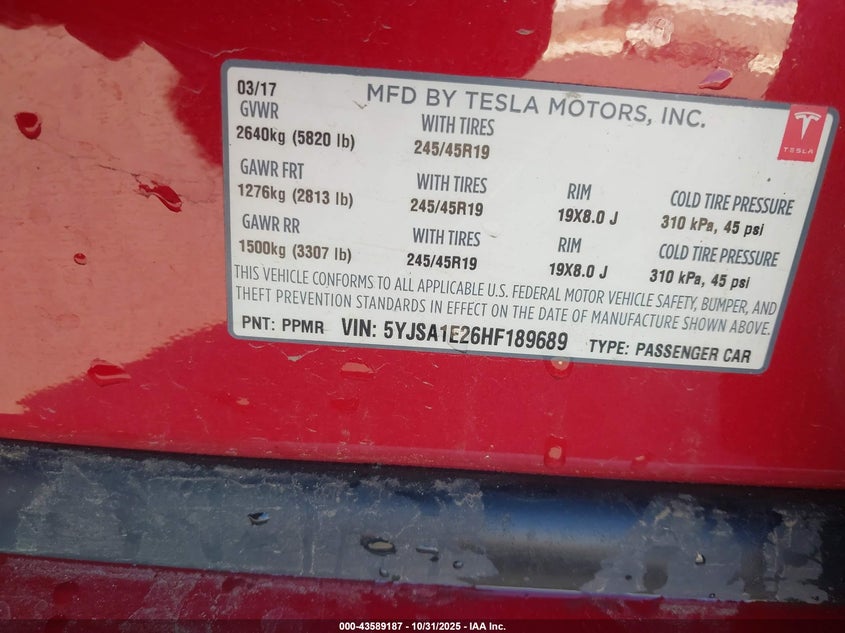 03/17
MFD BY TESLA MOTORS, INC.
TESLA
GVWR
2640kg (5820 lb)
WITH TIRES
245/45R19
GAWR FRT
1276kg (2813 lb)
WITH TIRES
245/45R19
RIM
19X8.0 J
COLD TIRE PRESSURE
310 kPa, 45 psi
GAWR RR
1500kg (3307 lb)
WITH TIRES
245/45R19
RIM
19X8.0 J
COLD TIRE PRESSURE
310 kPa, 45 psi
THIS VEHICLE CONFORMS TO ALL APPLICABLE U.S. FEDERAL MOTOR VEHICLE SAFETY, BUMPER, AND
THEFT PREVENTION STANDARDS IN EFFECT ON THE DATE OF MANUFACTURE SHOWN ABOVE.
PNT: PPMR VIN: 5YJSA1E26HF189689 TYPE: PASSENGER CAR
000-43589187 - 10/31/2025 - IAA Inc.